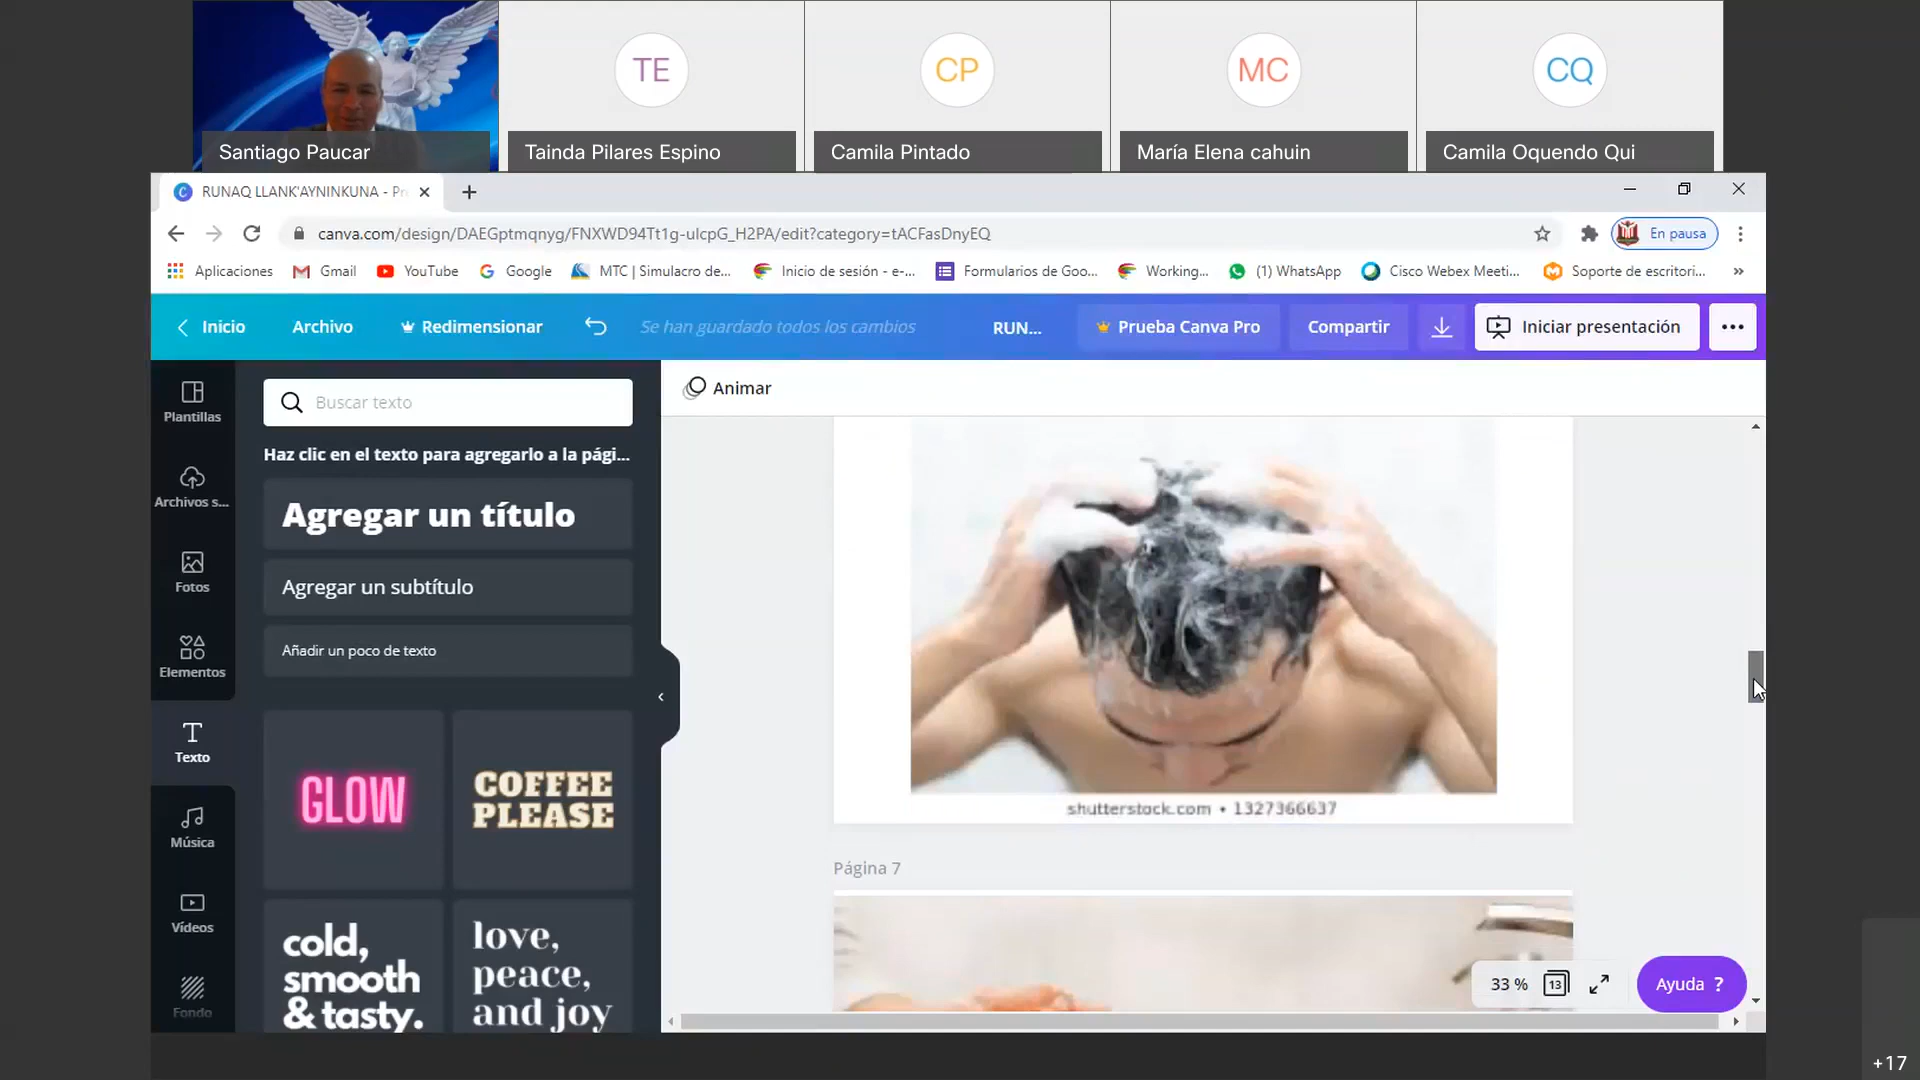 TE
CP
MC
CQ
Santiago Paucar
Tainda Pilares Espino
Camila Pintado
María Elena cahuin
Camila Oquendo Qui
RUNAQ LLANK'AYNINKUNA - Pr
canva.com/design/DAEGptmqnyg/FNXWD94Tt1g-ulcpG_H2PA/edit?category=tACFasDnyEQ
En pausa
Aplicaciones
Gmail
YouTube
Google
MTC | Simulacro de...
Inicio de sesión - e-...
Formularios de Goo...
Working...
(1) WhatsApp
Cisco Webex Meeti...
Soporte de escritori...
»
Inicio
Archivo
Redimensionar
Se han guardado todos los cambios
RUN...
Prueba Canva Pro
Compartir
Iniciar presentación
Plantillas
Archivos s...
Fotos
Elementos
Texto
Música
Vídeos
Fondo
Buscar texto
Haz clic en el texto para agregarlo a la pági...
Agregar un título
Agregar un subtítulo
Añadir un poco de texto
GLOW
COFFEE
PLEASE
cold,
smooth
& tasty.
love,
peace,
and joy
Animar
shutterstock.com • 1327366637
Página 7
33 %
13
Ayuda ?
+17